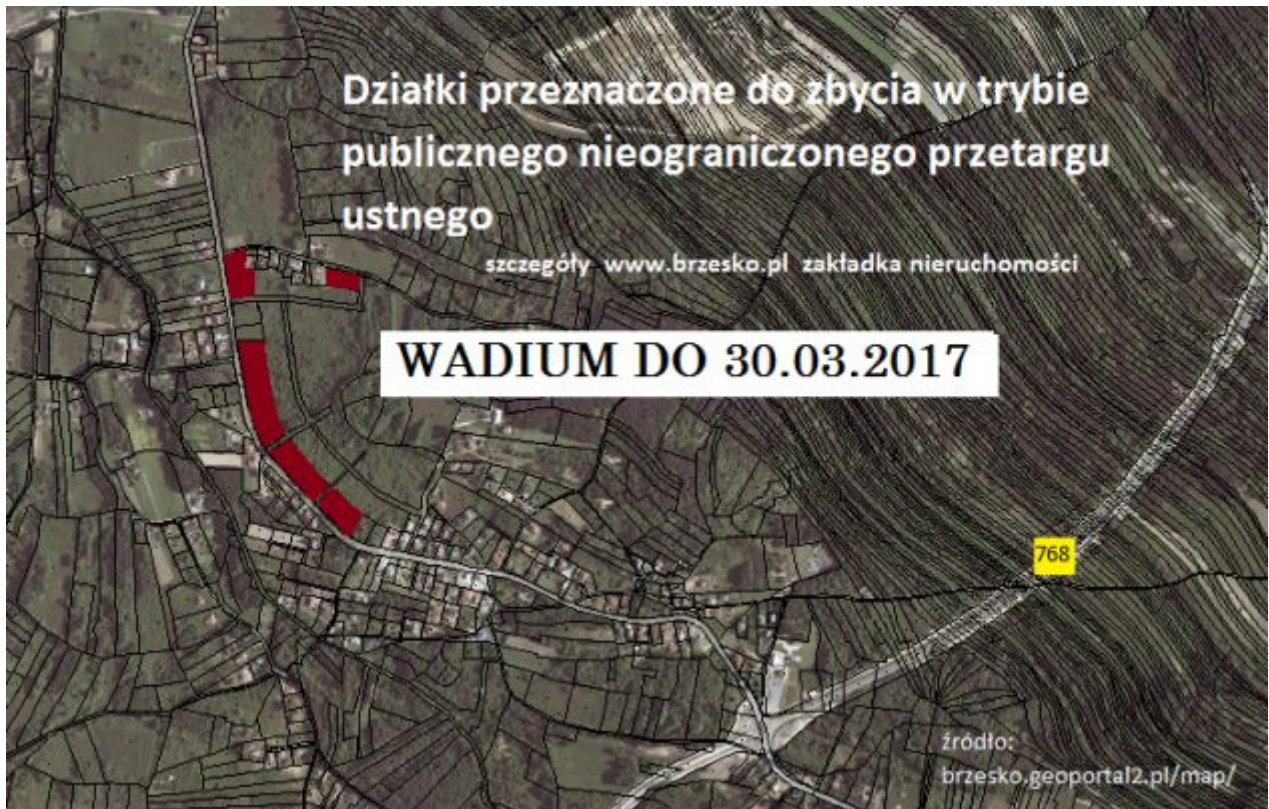 Działki przeznaczone do zbycia w trybie
publicznego nieograniczonego przetargu
ustnego
szczegóły www.brzesko.pl zakładka nieruchomości
WADIUM DO 30.03.2017
768
źródło:
brzesko.geoportal2.pl/map/